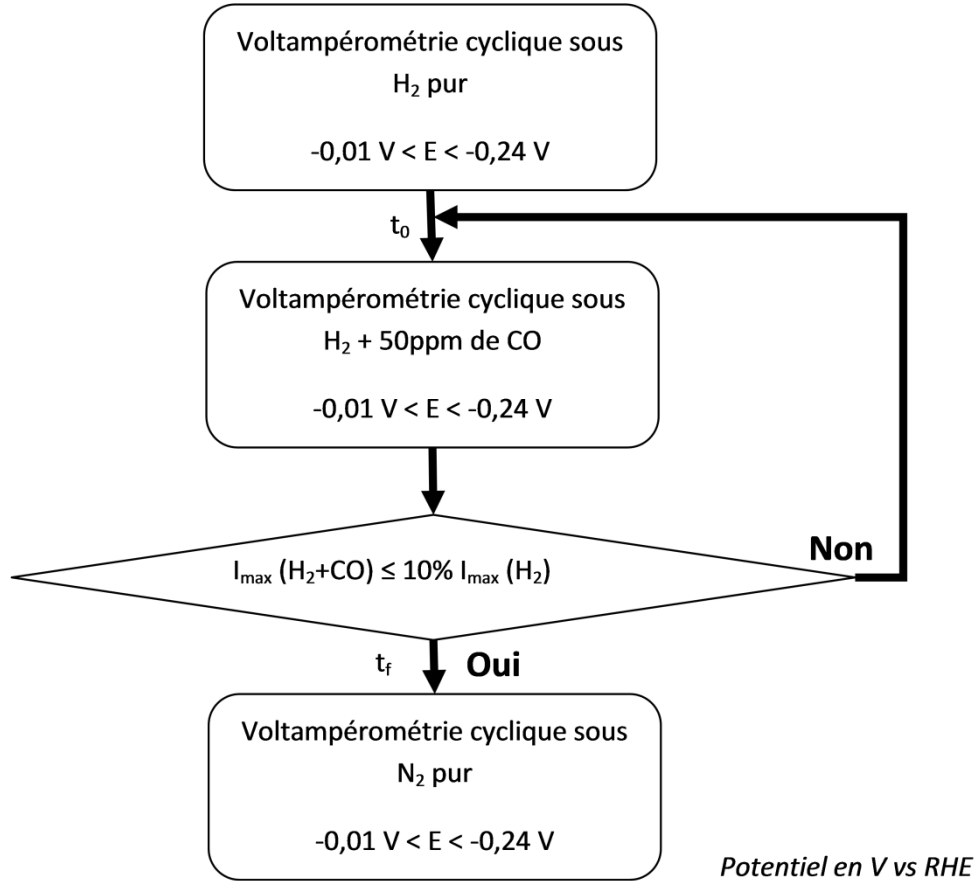 Voltampérométrie cyclique sous
H₂ pur
-0,01 V < E < -0,24 V
t₀
Voltampérométrie cyclique sous
H₂ + 50ppm de CO
-0,01 V < E < -0,24 V
Non
Iₘₐₓ (H₂+CO) ≤ 10% Iₘₐₓ (H₂)
t_f Oui
Voltampérométrie cyclique sous
N₂ pur
-0,01 V < E < -0,24 V
Potentiel en V vs RHE